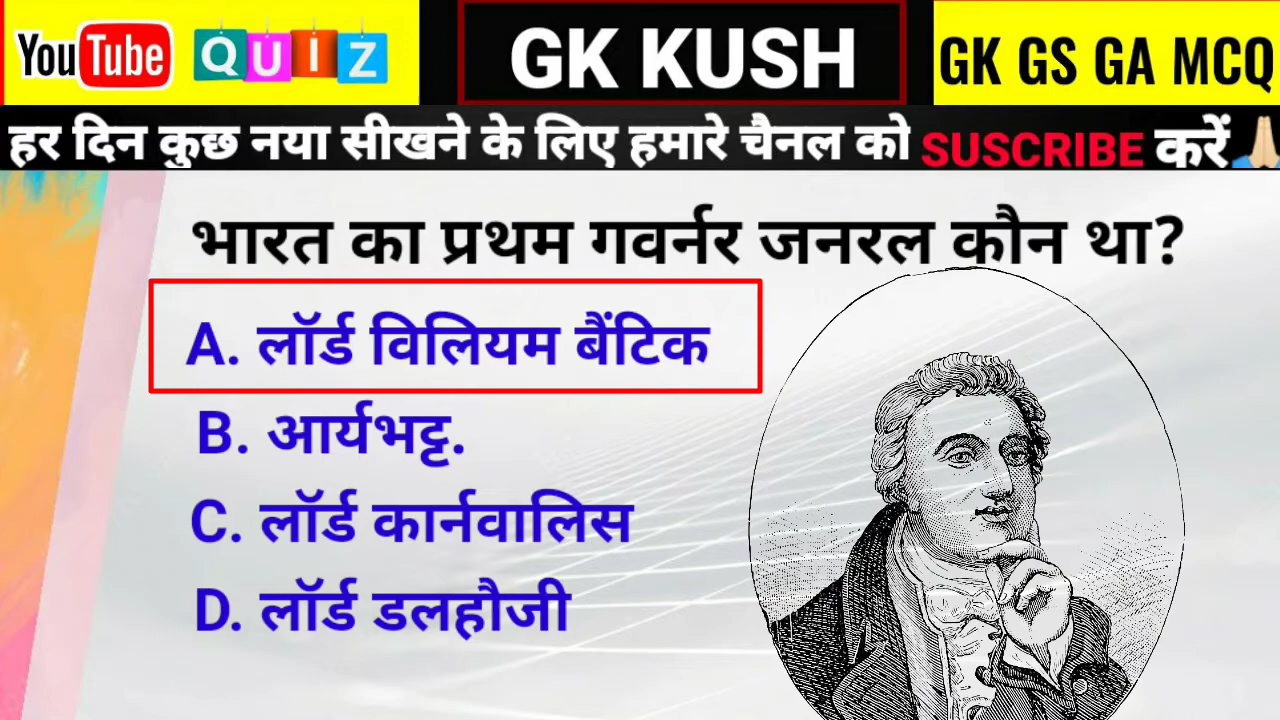 YouTube QUIZ GK KUSH GK GS GA MCQ
हर दिन कुछ नया सीखने के लिए हमारे चैनल को SUSCRIBE करें
भारत का प्रथम गवर्नर जनरल कौन था?
A. लॉर्ड विलियम बैंटिक
B. आर्यभट्ट.
C. लॉर्ड कार्नवालिस
D. लॉर्ड डलहौजी